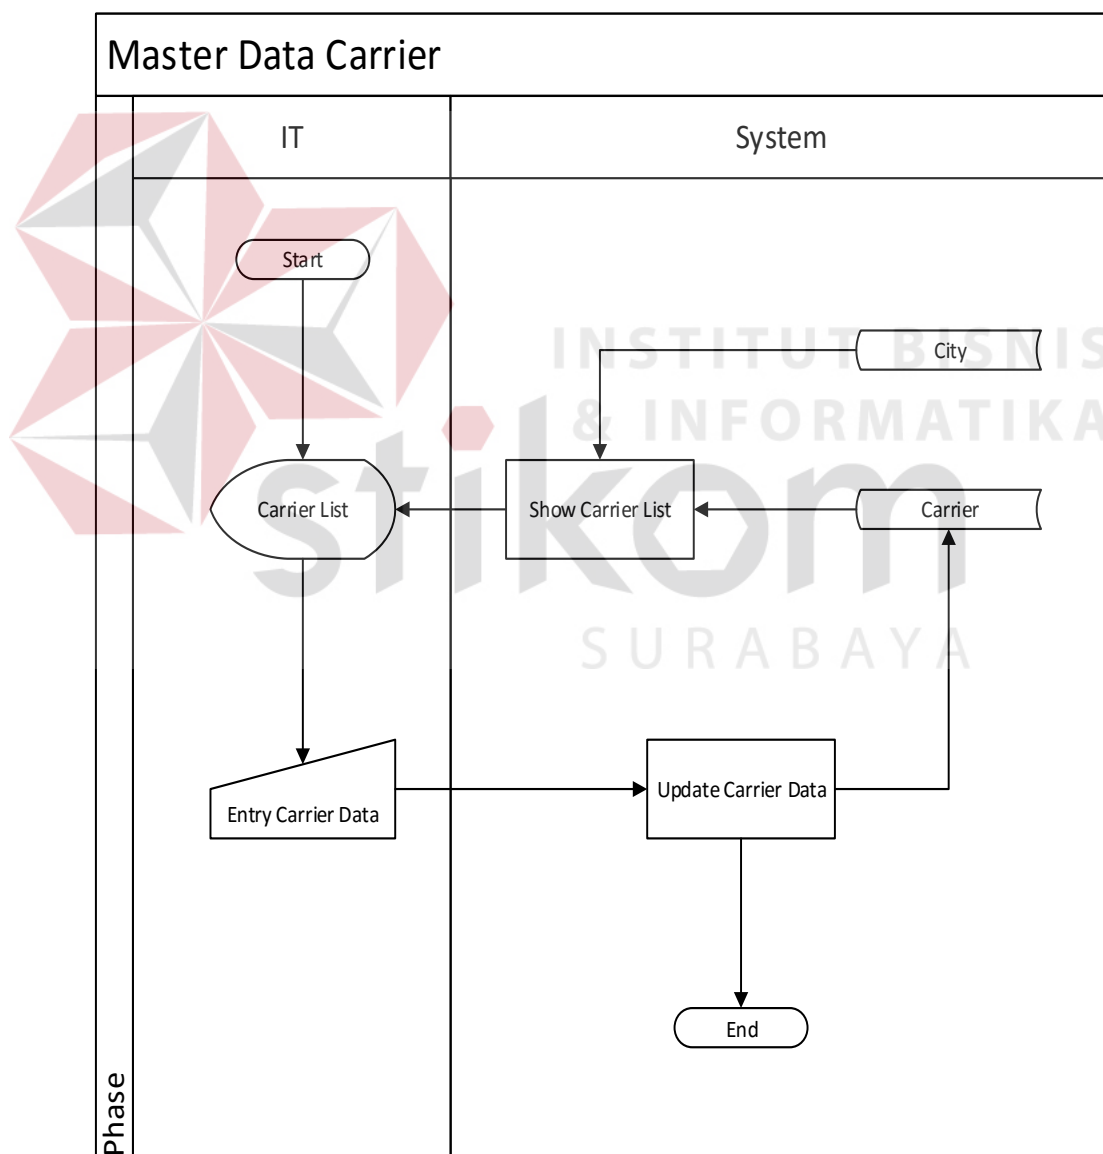 Master Data Carrier
IT
System
Start
INSTITUT BISNIS
City
& INFORMATIKA
stikom
Carrier List
Show Carrier List
Carrier
SURABAYA
Entry Carrier Data
Update Carrier Data
End
Phase